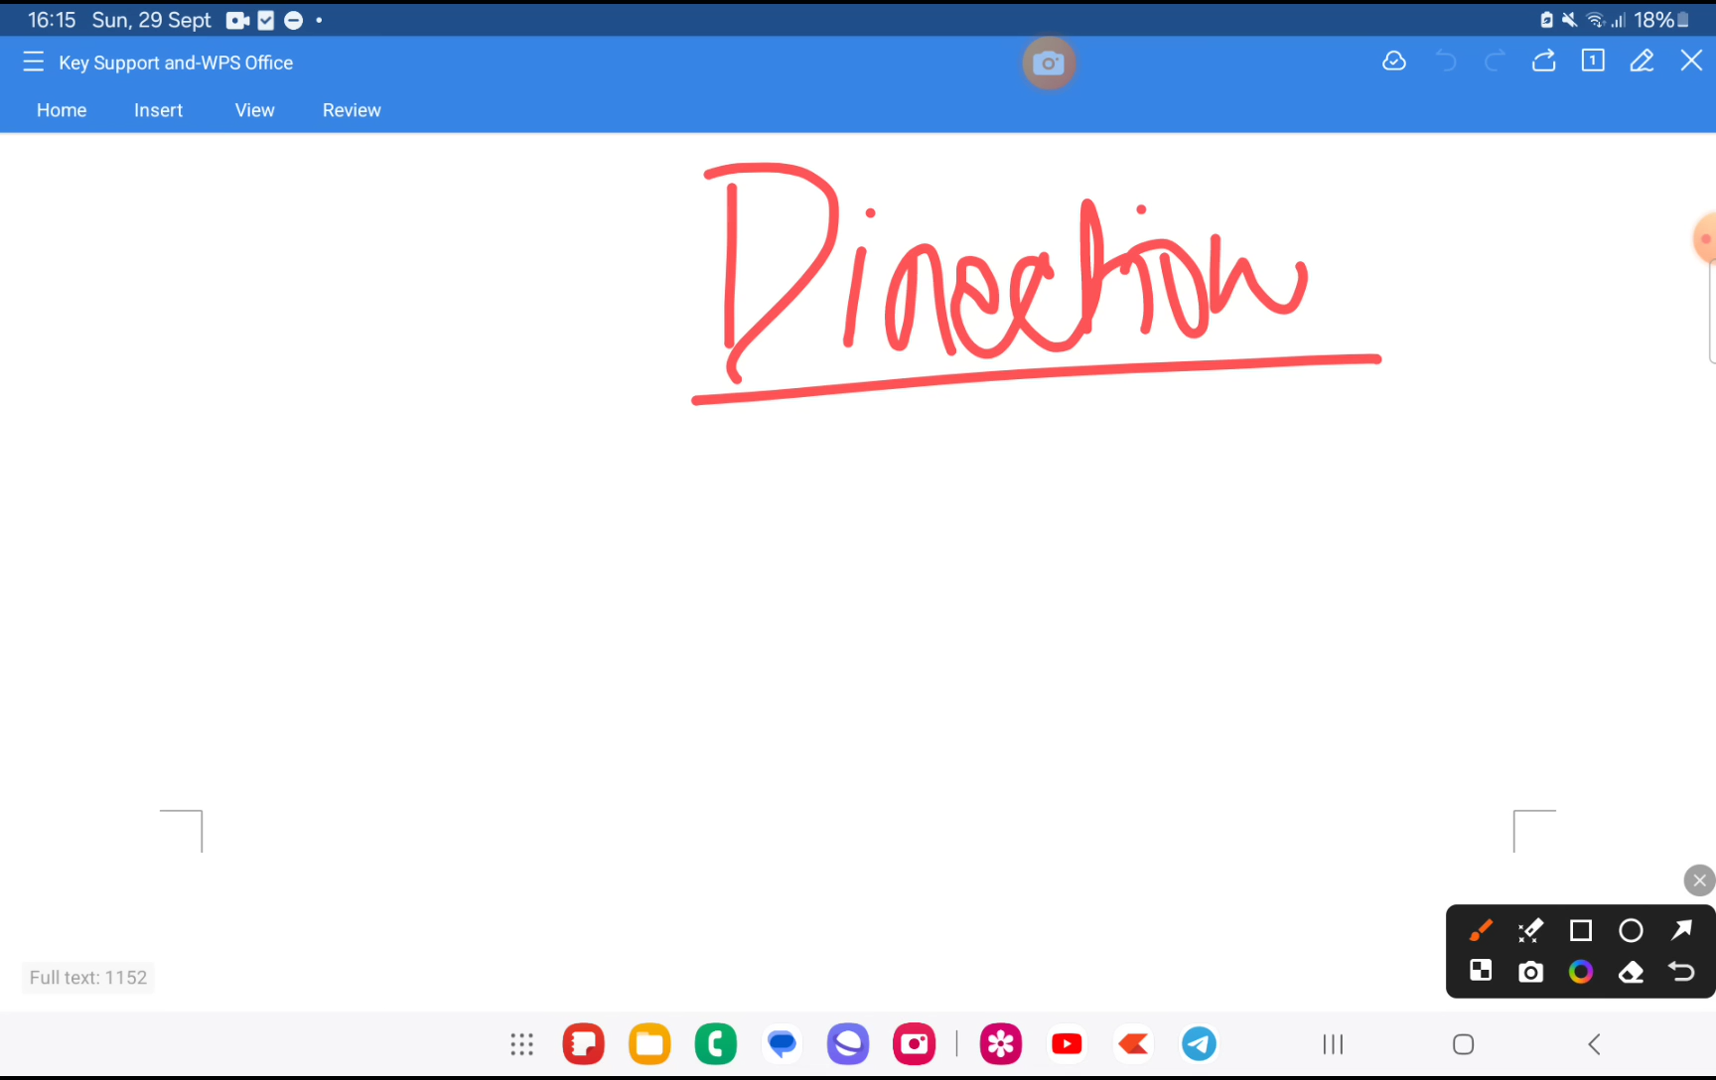 16:15 Sun, 29 Sept 18%
Key Support and-WPS Office 1
Home Insert View Review
Direction
Full text: 1152